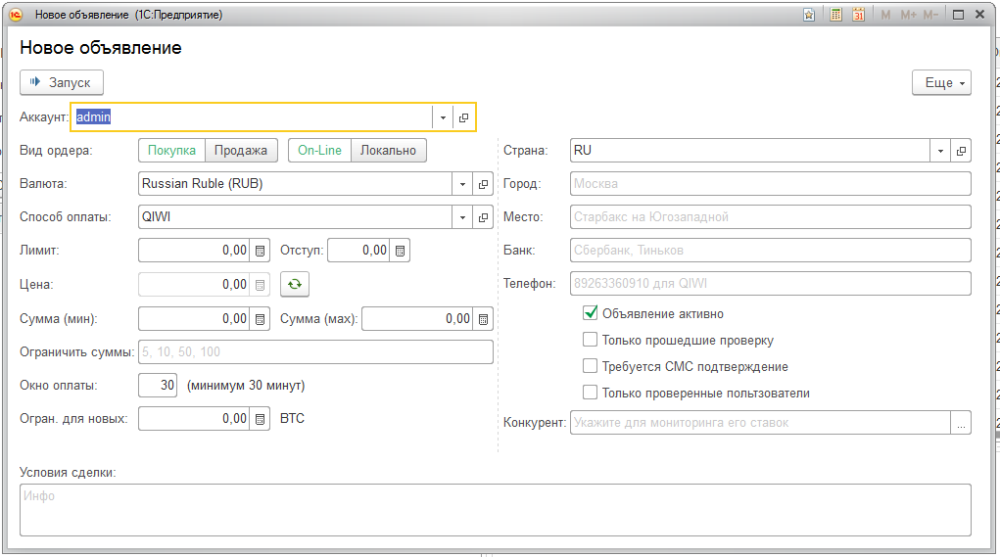 Новое объявление (1С:Предприятие)
M M+ M-
Новое объявление
Запуск
Еще
Аккаунт: admin
Вид ордера: Покупка Продажа On-Line Локально
Страна: RU
Валюта: Russian Ruble (RUB)
Город: Москва
Способ оплаты: QIWI
Место: Старбакс на Югозападной
Лимит: 0,00 Отступ: 0,00
Банк: Сбербанк, Тиньков
Цена: 0,00
Телефон: 89263360910 для QIWI
Сумма (мин): 0,00 Сумма (мах): 0,00
Объявление активно
Только прошедшие проверку
Ограничить суммы: 5, 10, 50, 100
Требуется СМС подтверждение
Окно оплаты: 30 (минимум 30 минут)
Только проверенные пользователи
Огран. для новых: 0,00 BTC
Конкурент: Укажите для мониторинга его ставок ...
Условия сделки:
Инфо